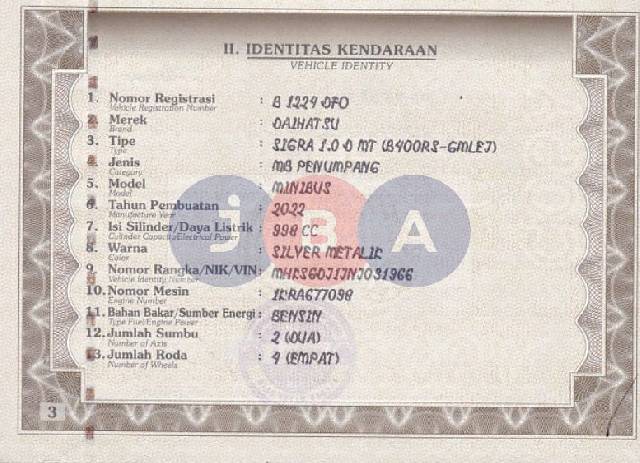 II. IDENTITAS KENDARAAN
VEHICLE IDENTITY
1. Nomor Registrasi : B 1229 DFO
Vehicle Registration Number
2. Merek : DAIHATSU
Brand
3. Tipe : SIGRA 1.0 D MT (B400RS-GMLEJ)
Type
4. Jenis : MB PENUMPANG
Category
5. Model : MINIBUS
Model
6. Tahun Pembuatan : 2022
Manufacture Year
7. Isi Silinder/Daya Listrik : 998 CC
Cylinder Capacity/Electrical Power
8. Warna : SILVER METALIK
Color
9. Nomor Rangka/NIK/VIN : MHKS6DJ1JNJ031966
Vehicle Identity Number
10. Nomor Mesin : 1KRA677098
Engine Number
11. Bahan Bakar/Sumber Energi : BENSIN
Type Fuel/Engine Power
12. Jumlah Sumbu : 2 (DUA)
Number of Axis
13. Jumlah Roda : 4 (EMPAT)
Number of Wheels
jBA
3